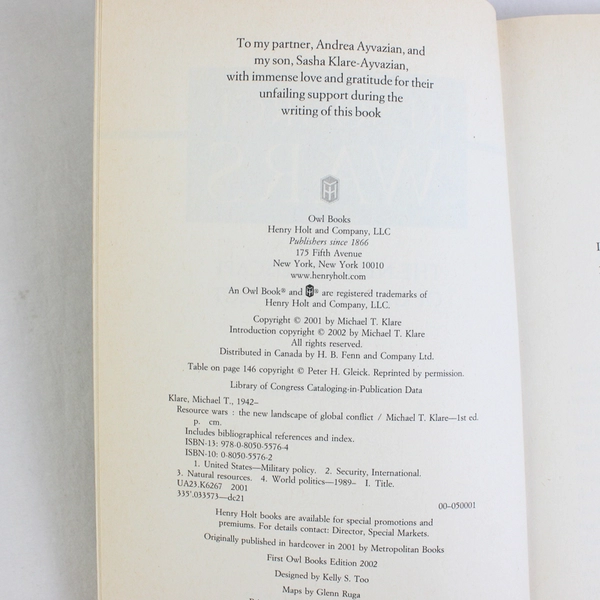 To my partner, Andrea Ayvazian, and
my son, Sasha Klare-Ayvazian,
with immense love and gratitude for their
unfailing support during the
writing of this book
Owl Books
Henry Holt and Company, LLC
Publishers since 1866
175 Fifth Avenue
New York, New York 10010
www.henryholt.com
An Owl Book® and ® are registered trademarks of
Henry Holt and Company, LLC.
Copyright © 2001 by Michael T. Klare
Introduction copyright © 2002 by Michael T. Klare
All rights reserved.
Distributed in Canada by H. B. Fenn and Company Ltd.
Table on page 146 copyright © Peter H. Gleick. Reprinted by permission.
Library of Congress Cataloging-in-Publication Data
Klare, Michael T., 1942–
Resource wars : the new landscape of global conflict / Michael T. Klare—1st ed.
p. cm.
Includes bibliographical references and index.
ISBN-13: 978-0-8050-5576-4
ISBN-10: 0-8050-5576-2
1. United States—Military policy. 2. Security, International.
3. Natural resources. 4. World politics—1989– I. Title.
UA23.K6267 2001
335'.033573—dc21
00-050001
Henry Holt books are available for special promotions and
premiums. For details contact: Director, Special Markets.
Originally published in hardcover in 2001 by Metropolitan Books
First Owl Books Edition 2002
Designed by Kelly S. Too
Maps by Glenn Ruga